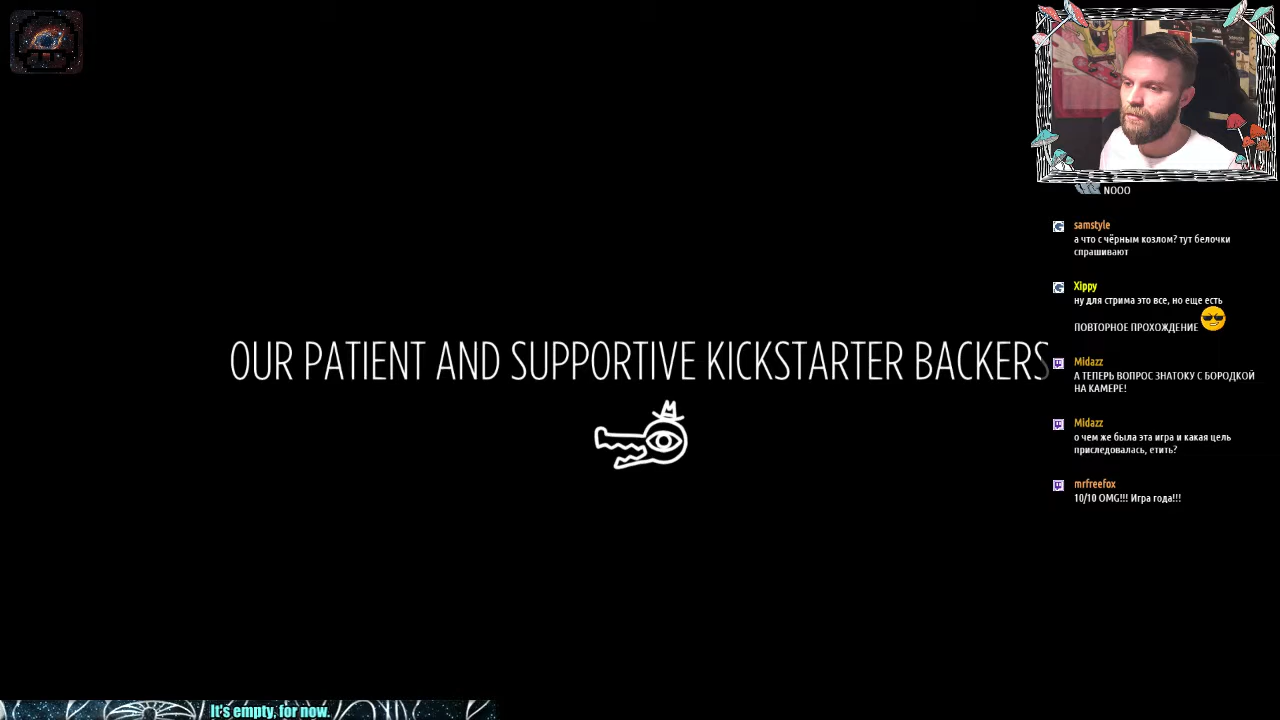 NOOO
samstyle
а что с чёрным козлом? тут белочки
спрашивают
Xippy
ну для стрима это все, но еще есть
ПОВТОРНОЕ ПРОХОЖДЕНИЕ
OUR PATIENT AND SUPPORTIVE KICKSTARTER BACKERS
Midazz
А ТЕПЕРЬ ВОПРОС ЗНАТОКУ С БОРОДКОЙ
НА КАМЕРЕ!
Midazz
о чем же была эта игра и какая цель
приследовалась, етить?
mrfreefox
10/10 OMG!!! Игра года!!!
It's empty, for now.